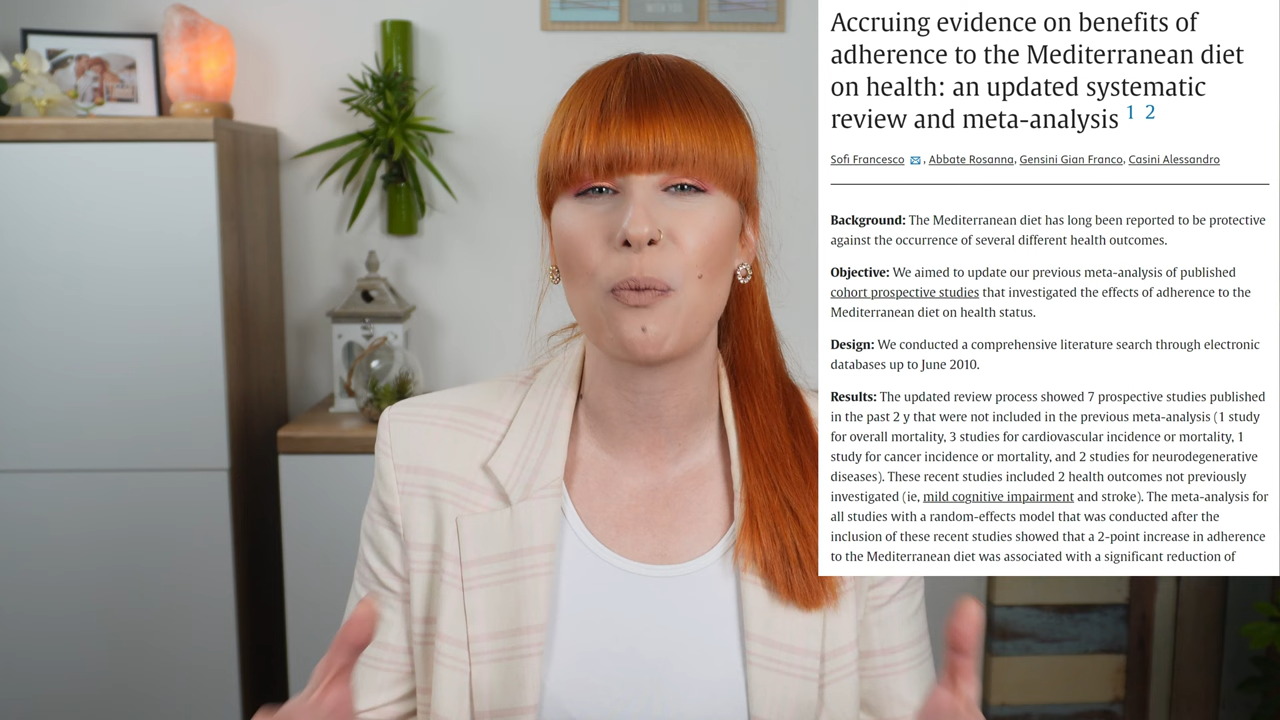 WITH YOU
Accruing evidence on benefits of
adherence to the Mediterranean diet
on health: an updated systematic
review and meta-analysis 1 2
Sofi Francesco , Abbate Rosanna, Gensini Gian Franco, Casini Alessandro
Background: The Mediterranean diet has long been reported to be protective
against the occurrence of several different health outcomes.
Objective: We aimed to update our previous meta-analysis of published
cohort prospective studies that investigated the effects of adherence to the
Mediterranean diet on health status.
Design: We conducted a comprehensive literature search through electronic
databases up to June 2010.
Results: The updated review process showed 7 prospective studies published
in the past 2 y that were not included in the previous meta-analysis (1 study
for overall mortality, 3 studies for cardiovascular incidence or mortality, 1
study for cancer incidence or mortality, and 2 studies for neurodegenerative
diseases). These recent studies included 2 health outcomes not previously
investigated (ie, mild cognitive impairment and stroke). The meta-analysis for
all studies with a random-effects model that was conducted after the
inclusion of these recent studies showed that a 2-point increase in adherence
to the Mediterranean diet was associated with a significant reduction of